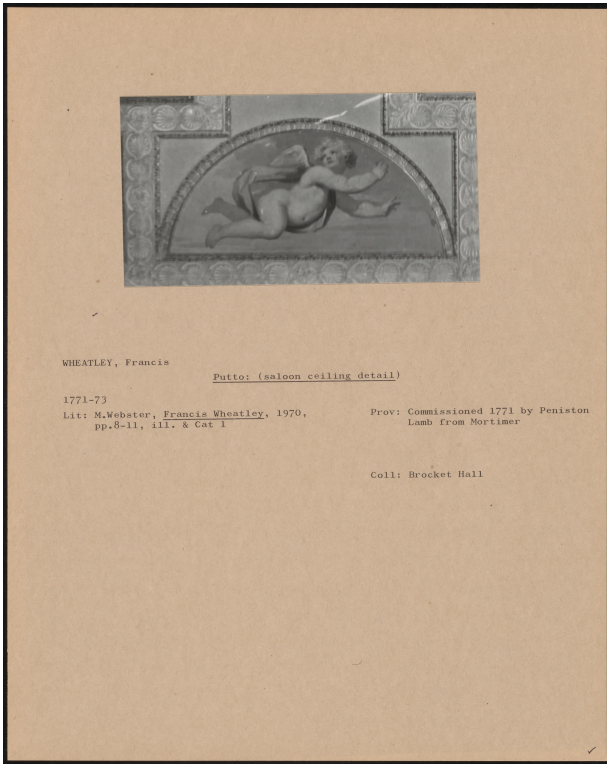 WHEATLEY, Francis
Putto: (saloon ceiling detail)
1771-73
Lit: M.Webster, Francis Wheatley, 1970,
pp.8-11, ill. & Cat 1
Prov: Commissioned 1771 by Peniston
Lamb from Mortimer
Coll: Brocket Hall